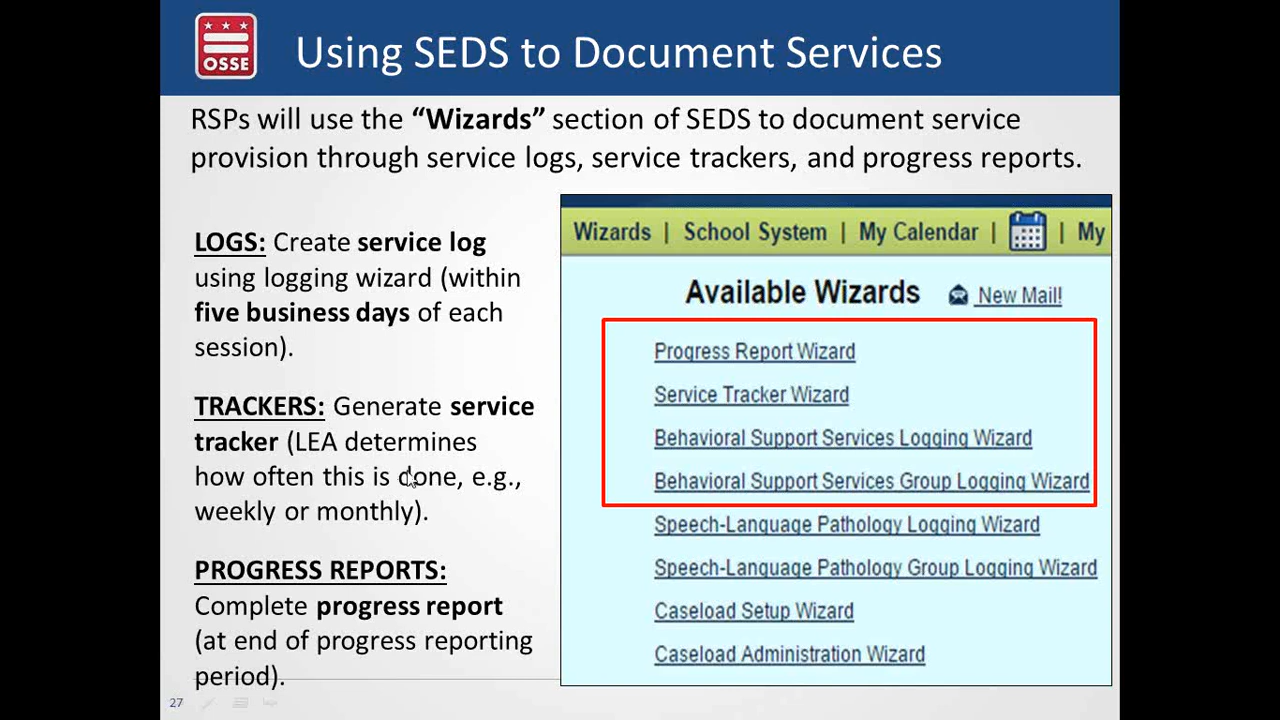 OSSE
Using SEDS to Document Services
RSPs will use the “Wizards” section of SEDS to document service
provision through service logs, service trackers, and progress reports.
LOGS: Create service log
using logging wizard (within
five business days of each
session).
TRACKERS: Generate service
tracker (LEA determines
how often this is done, e.g.,
weekly or monthly).
PROGRESS REPORTS:
Complete progress report
(at end of progress reporting
period).
Wizards | School System | My Calendar | | My
Available Wizards New Mail!
Progress Report Wizard
Service Tracker Wizard
Behavioral Support Services Logging Wizard
Behavioral Support Services Group Logging Wizard
Speech-Language Pathology Logging Wizard
Speech-Language Pathology Group Logging Wizard
Caseload Setup Wizard
Caseload Administration Wizard
27